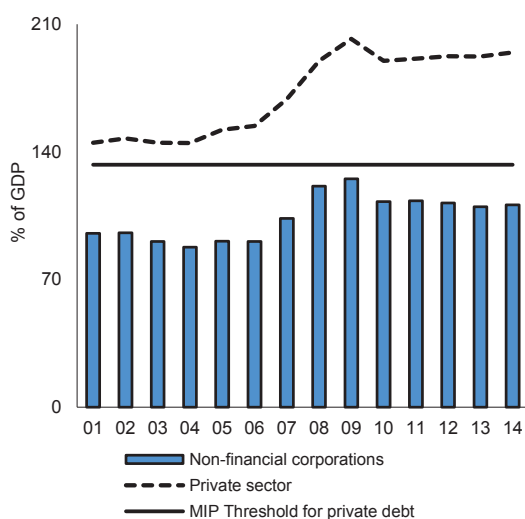 210
140
70
0
% of GDP
01 02 03 04 05 06 07 08 09 10 11 12 13 14
Non-financial corporations
Private sector
MIP Threshold for private debt